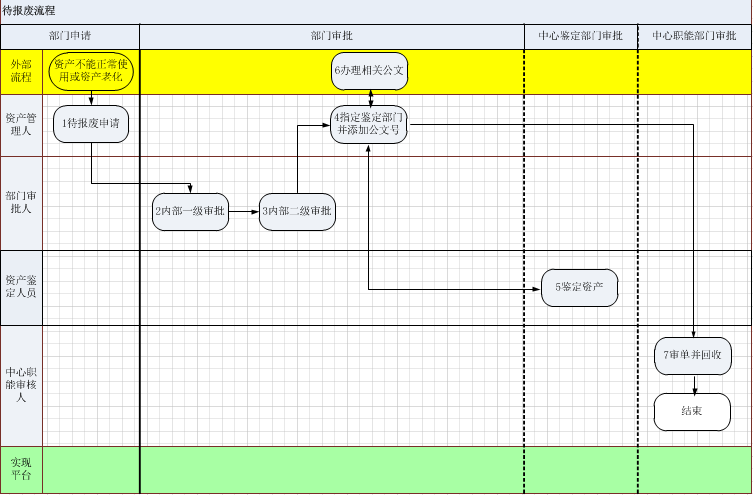 待报废流程
部门申请
部门审批
中心鉴定部门审批
中心职能部门审批
外部
流程
资产不能正常使
用或资产老化
6办理相关公文
资产管
理人
1待报废申请
4指定鉴定部门
并添加公文号
部门审
批人
2内部一级审批
3内部二级审批
资产鉴
定人员
5鉴定资产
中心职
能审核
人
7审单并回收
结束
实现
平台